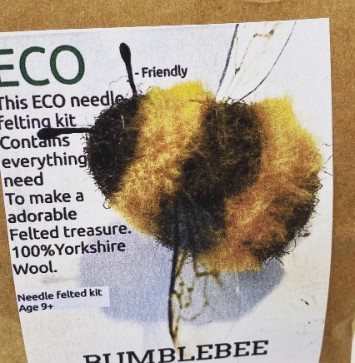 ECO
- Friendly
This ECO needle
felting kit
Contains
everything
need
To make a
adorable
Felted treasure.
100%Yorkshire
Wool.
Needle felted kit
Age 9+
BUMBLEBEE